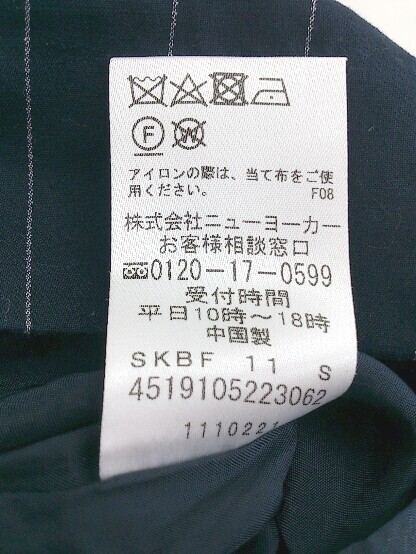 F W
アイロンの際は、当て布をご使
用ください。 F08
株式会社ニューヨーカー
お客様相談窓口
0120-17-0599
受付時間
平日10時~18時
中国製
SKBF 11 S
4519105223062
1110221